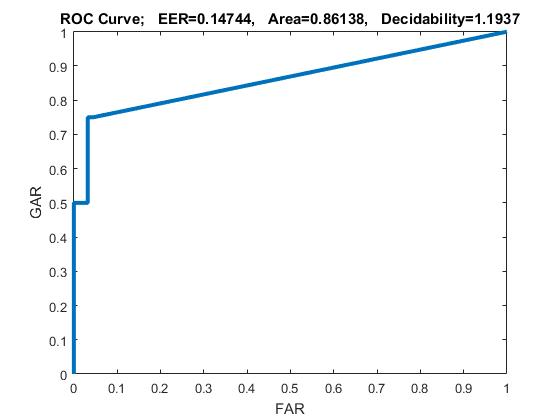 ROC Curve; EER=0.14744, Area=0.86138, Decidability=1.1937
1
0.9
0.8
0.7
0.6
0.5
0.4
0.3
0.2
0.1
0
GAR
0 0.1 0.2 0.3 0.4 0.5 0.6 0.7 0.8 0.9 1
FAR